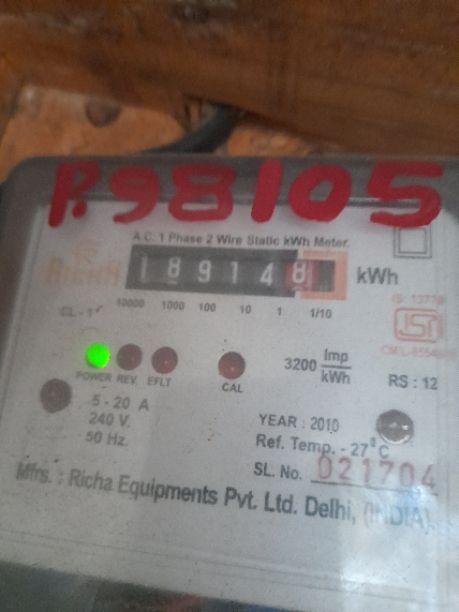 P.98105
A.C. 1 Phase 2 Wire Static kWh Meter.
189148 kWh
10000 1000 100 10 1 1/10
CL - 1
POWER REV. EFLT CAL
3200 Imp/kWh
RS : 12
5 - 20 A
240 V.
50 Hz.
YEAR : 2010
Ref. Temp. - 27°C
SL. No. 021704
Mfrs. : Richa Equipments Pvt. Ltd. Delhi, (INDIA)